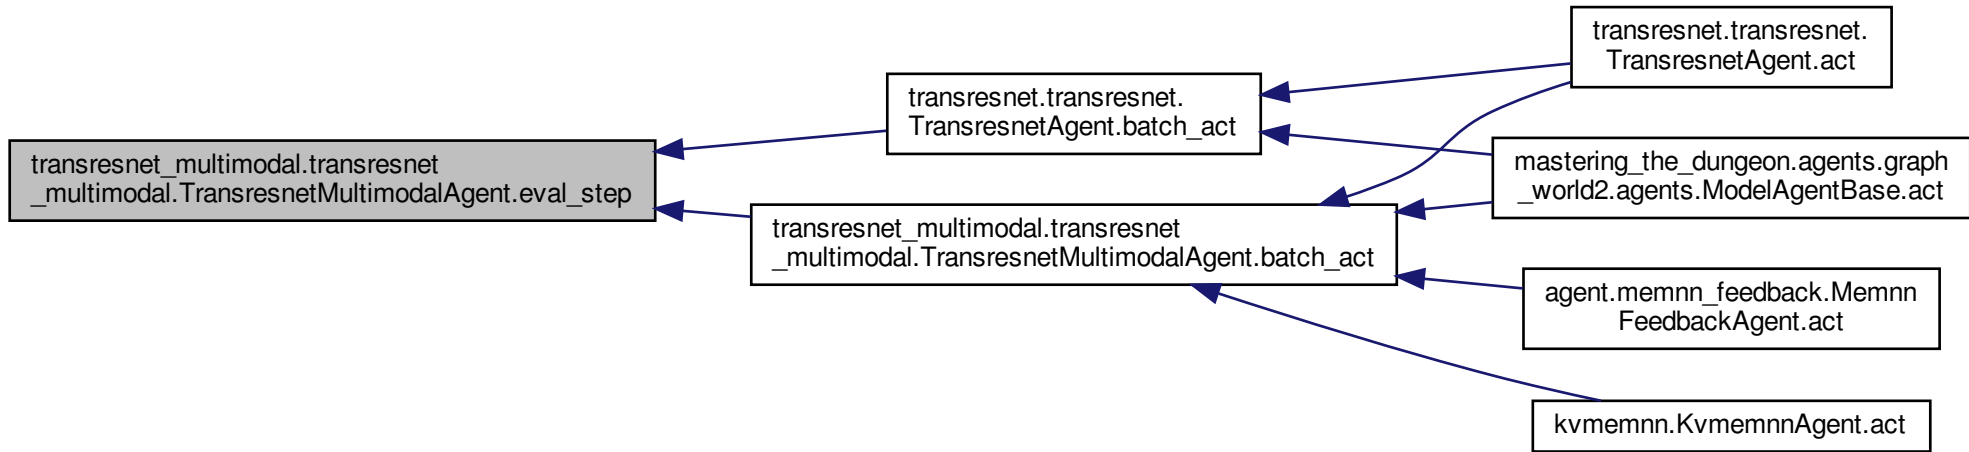 transresnet_multimodal.transresnet
_multimodal.TransresnetMultimodalAgent.eval_step
transresnet.transresnet.
TransresnetAgent.batch_act
transresnet_multimodal.transresnet
_multimodal.TransresnetMultimodalAgent.batch_act
transresnet.transresnet.
TransresnetAgent.act
mastering_the_dungeon.agents.graph
_world2.agents.ModelAgentBase.act
agent.memnn_feedback.Memnn
FeedbackAgent.act
kvmemnn.KvmemnnAgent.act